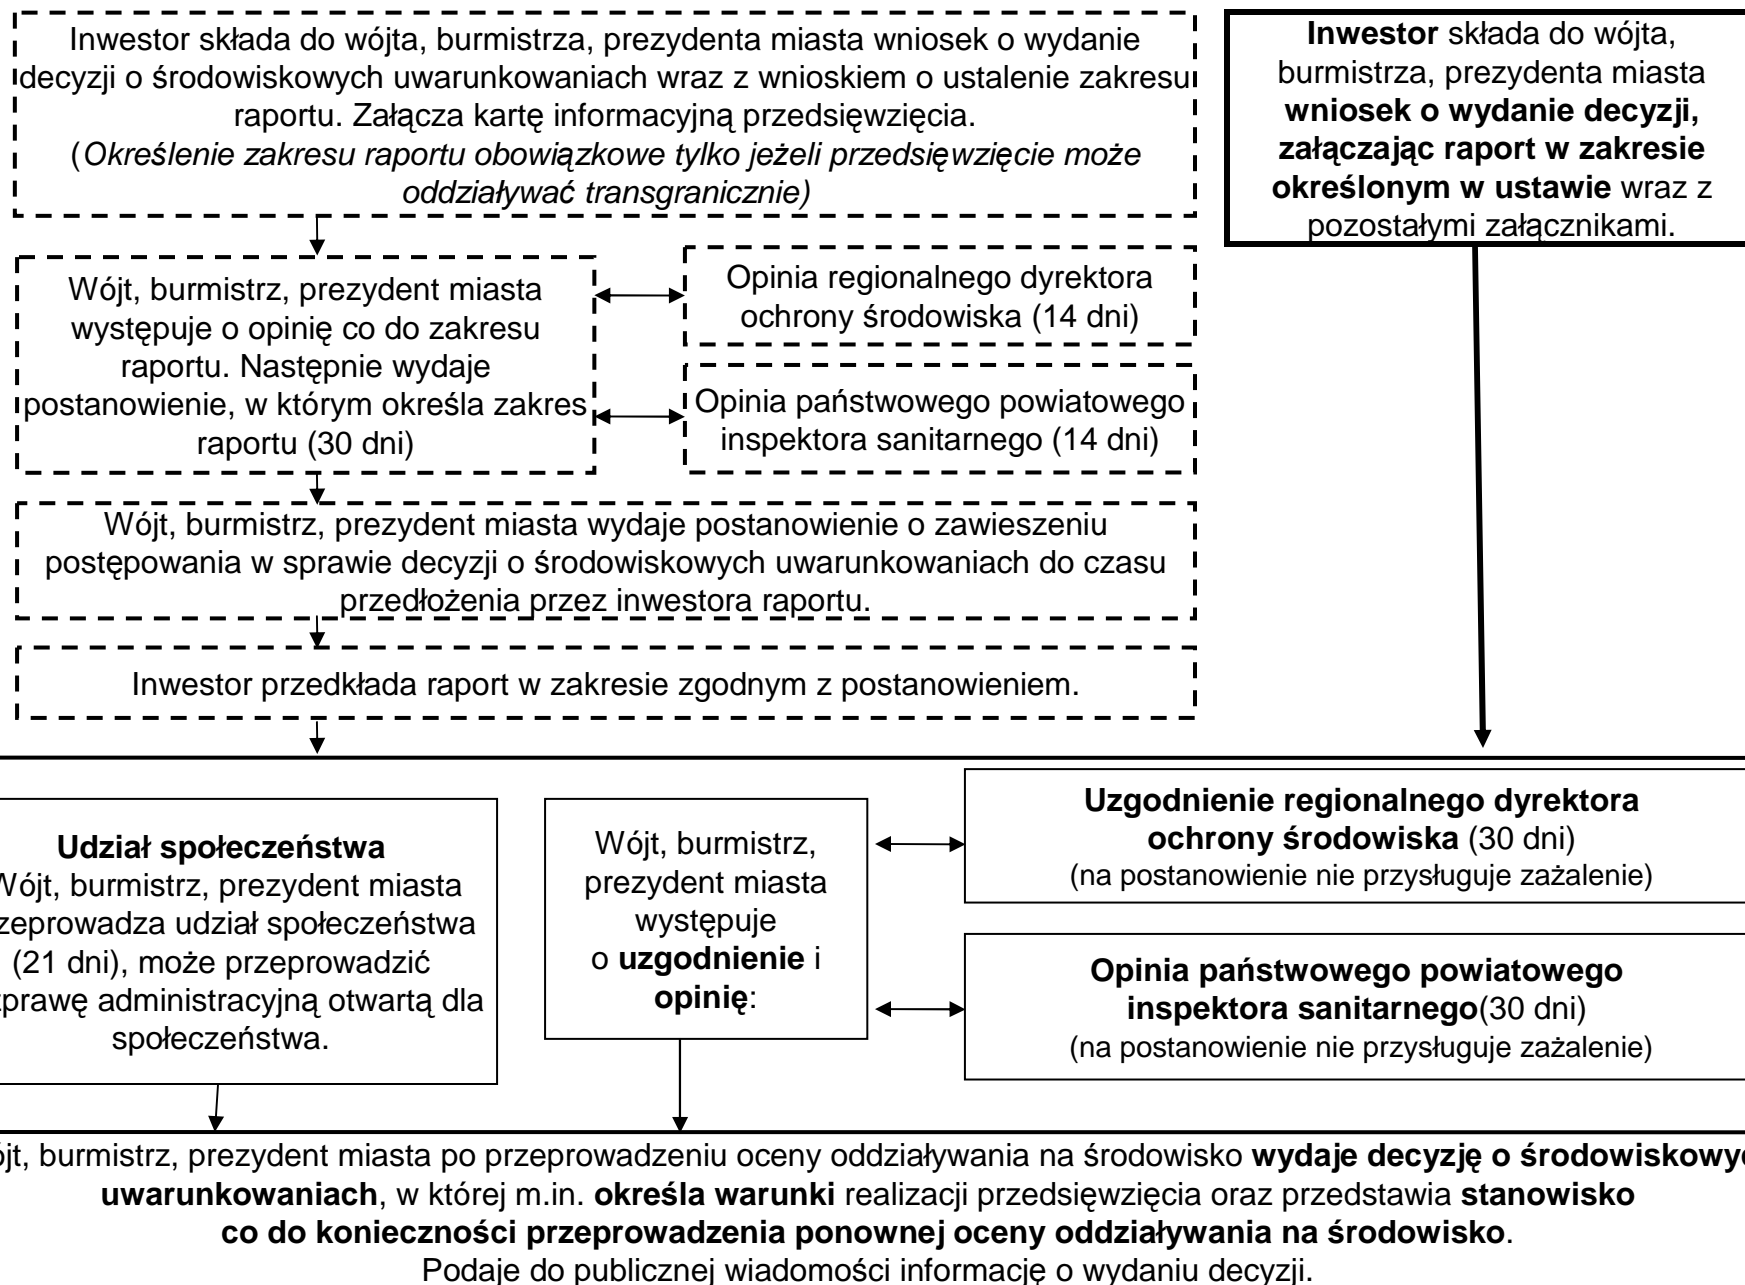 Inwestor składa do wójta, burmistrza, prezydenta miasta wniosek o wydanie
decyzji o środowiskowych uwarunkowaniach wraz z wnioskiem o ustalenie zakresu
raportu. Załącza kartę informacyjną przedsięwzięcia.
(Określenie zakresu raportu obowiązkowe tylko jeżeli przedsięwzięcie może
oddziaływać transgranicznie)
Inwestor składa do wójta,
burmistrza, prezydenta miasta
wniosek o wydanie decyzji,
załączając raport w zakresie
określonym w ustawie wraz z
pozostałymi załącznikami.
Wójt, burmistrz, prezydent miasta
występuje o opinię co do zakresu
raportu. Następnie wydaje
postanowienie, w którym określa zakres
raportu (30 dni)
Opinia regionalnego dyrektora
ochrony środowiska (14 dni)
Opinia państwowego powiatowego
inspektora sanitarnego (14 dni)
Wójt, burmistrz, prezydent miasta wydaje postanowienie o zawieszeniu
postępowania w sprawie decyzji o środowiskowych uwarunkowaniach do czasu
przedłożenia przez inwestora raportu.
Inwestor przedkłada raport w zakresie zgodnym z postanowieniem.
Udział społeczeństwa
Wójt, burmistrz, prezydent miasta
zeprowadza udział społeczeństwa
(21 dni), może przeprowadzić
zprawę administracyjną otwartą dla
społeczeństwa.
Wójt, burmistrz,
prezydent miasta
występuje
o uzgodnienie i
opinię:
Uzgodnienie regionalnego dyrektora
ochrony środowiska (30 dni)
(na postanowienie nie przysługuje zażalenie)
Opinia państwowego powiatowego
inspektora sanitarnego(30 dni)
(na postanowienie nie przysługuje zażalenie)
ójt, burmistrz, prezydent miasta po przeprowadzeniu oceny oddziaływania na środowisko wydaje decyzję o środowiskowyc
uwarunkowaniach, w której m.in. określa warunki realizacji przedsięwzięcia oraz przedstawia stanowisko
co do konieczności przeprowadzenia ponownej oceny oddziaływania na środowisko.
Podaje do publicznej wiadomości informację o wydaniu decyzji.